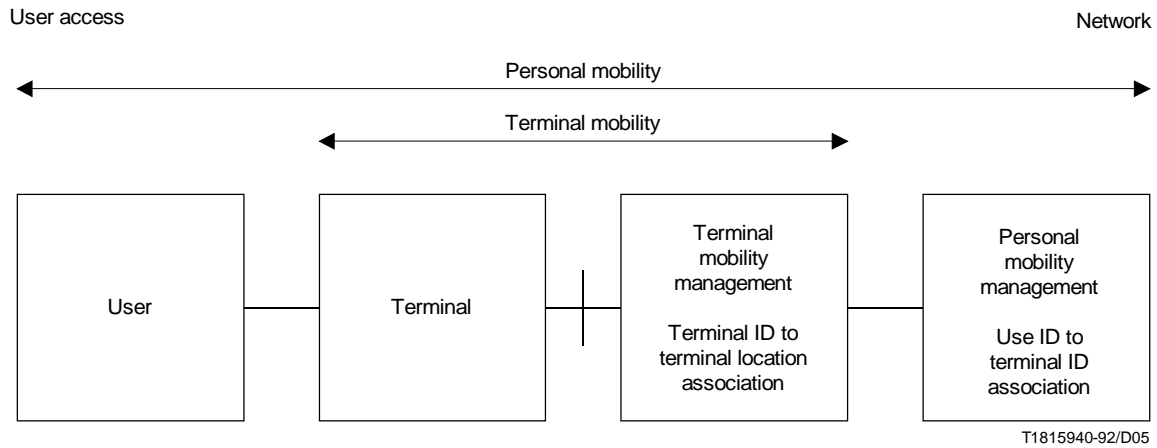 User access
Network
Personal mobility
Terminal mobility
User
Terminal
Terminal
mobility
management
Terminal ID to
terminal location
association
Personal
mobility
management
Use ID to
terminal ID
association
T1815940-92/D05